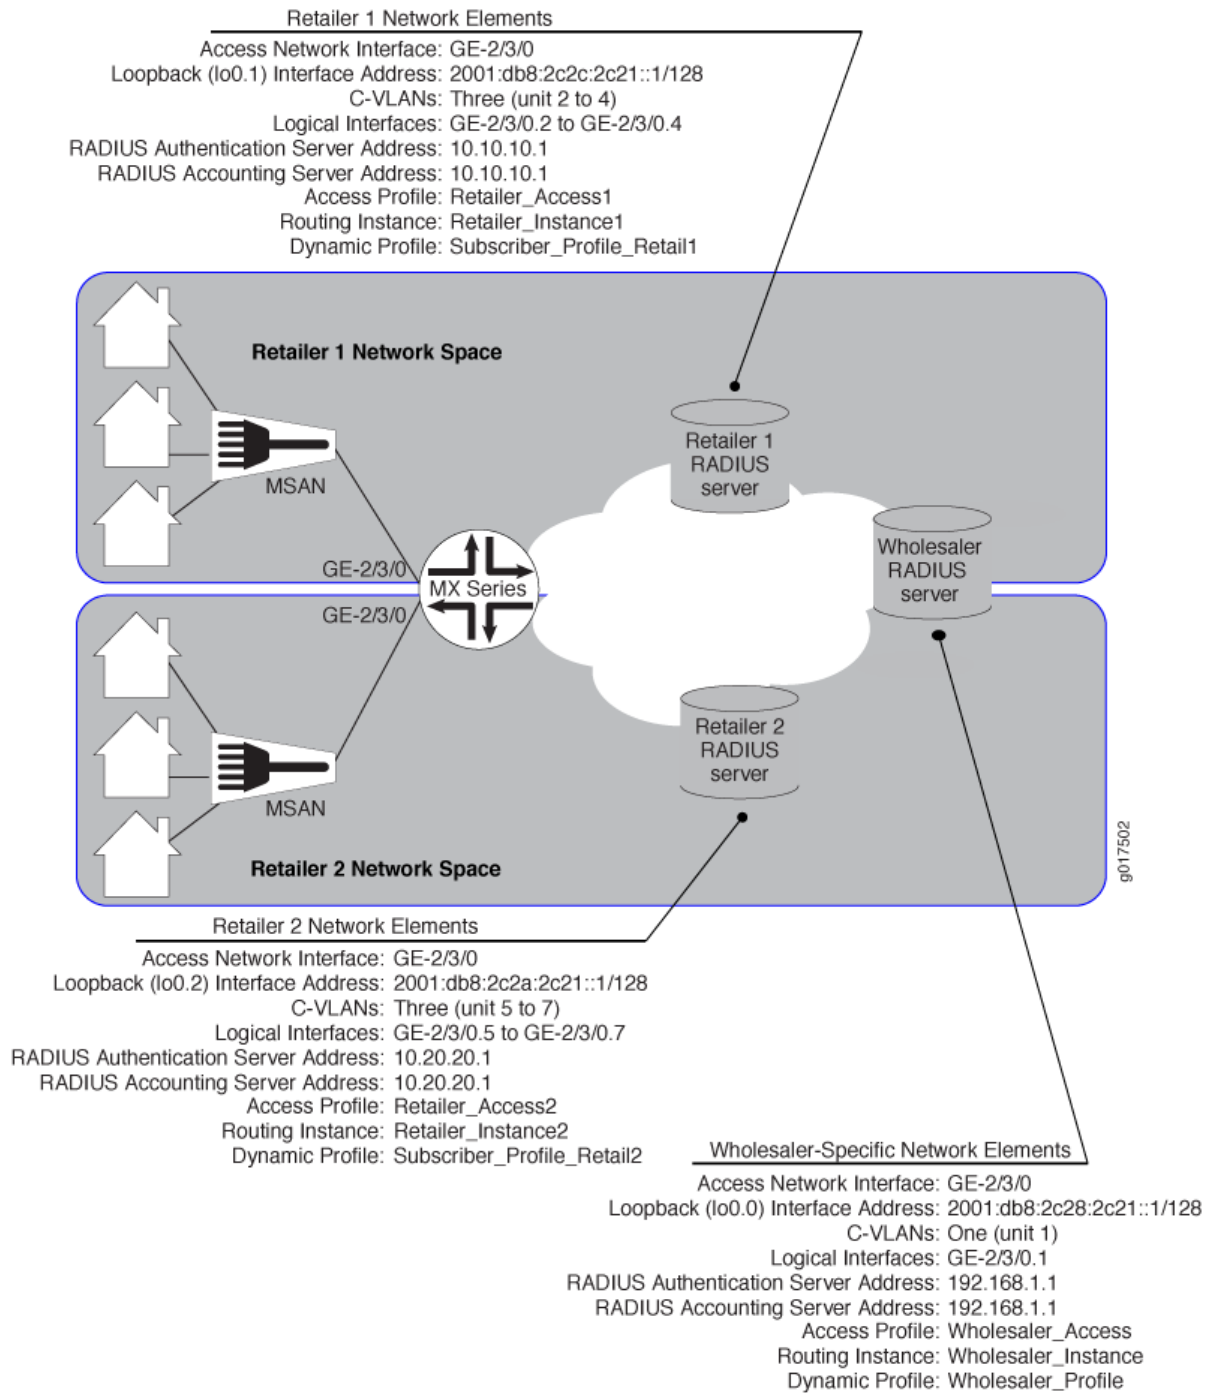 Retailer 1 Network Elements
Access Network Interface: GE-2/3/0
Loopback (lo0.1) Interface Address: 2001:db8:2c2c:2c21::1/128
C-VLANs: Three (unit 2 to 4)
Logical Interfaces: GE-2/3/0.2 to GE-2/3/0.4
RADIUS Authentication Server Address: 10.10.10.1
RADIUS Accounting Server Address: 10.10.10.1
Access Profile: Retailer_Access1
Routing Instance: Retailer_Instance1
Dynamic Profile: Subscriber_Profile_Retail1
Retailer 1 Network Space
Retailer 1
RADIUS
server
MSAN
Wholesaler
RADIUS
server
GE-2/3/0
MX Series
GE-2/3/0
Retailer 2
RADIUS
server
MSAN
Retailer 2 Network Space
g017502
Retailer 2 Network Elements
Access Network Interface: GE-2/3/0
Loopback (lo0.2) Interface Address: 2001:db8:2c2a:2c21::1/128
C-VLANs: Three (unit 5 to 7)
Logical Interfaces: GE-2/3/0.5 to GE-2/3/0.7
RADIUS Authentication Server Address: 10.20.20.1
RADIUS Accounting Server Address: 10.20.20.1
Access Profile: Retailer_Access2
Routing Instance: Retailer_Instance2
Dynamic Profile: Subscriber_Profile_Retail2
Wholesaler-Specific Network Elements
Access Network Interface: GE-2/3/0
Loopback (lo0.0) Interface Address: 2001:db8:2c28:2c21::1/128
C-VLANs: One (unit 1)
Logical Interfaces: GE-2/3/0.1
RADIUS Authentication Server Address: 192.168.1.1
RADIUS Accounting Server Address: 192.168.1.1
Access Profile: Wholesaler_Access
Routing Instance: Wholesaler_Instance
Dynamic Profile: Wholesaler_Profile